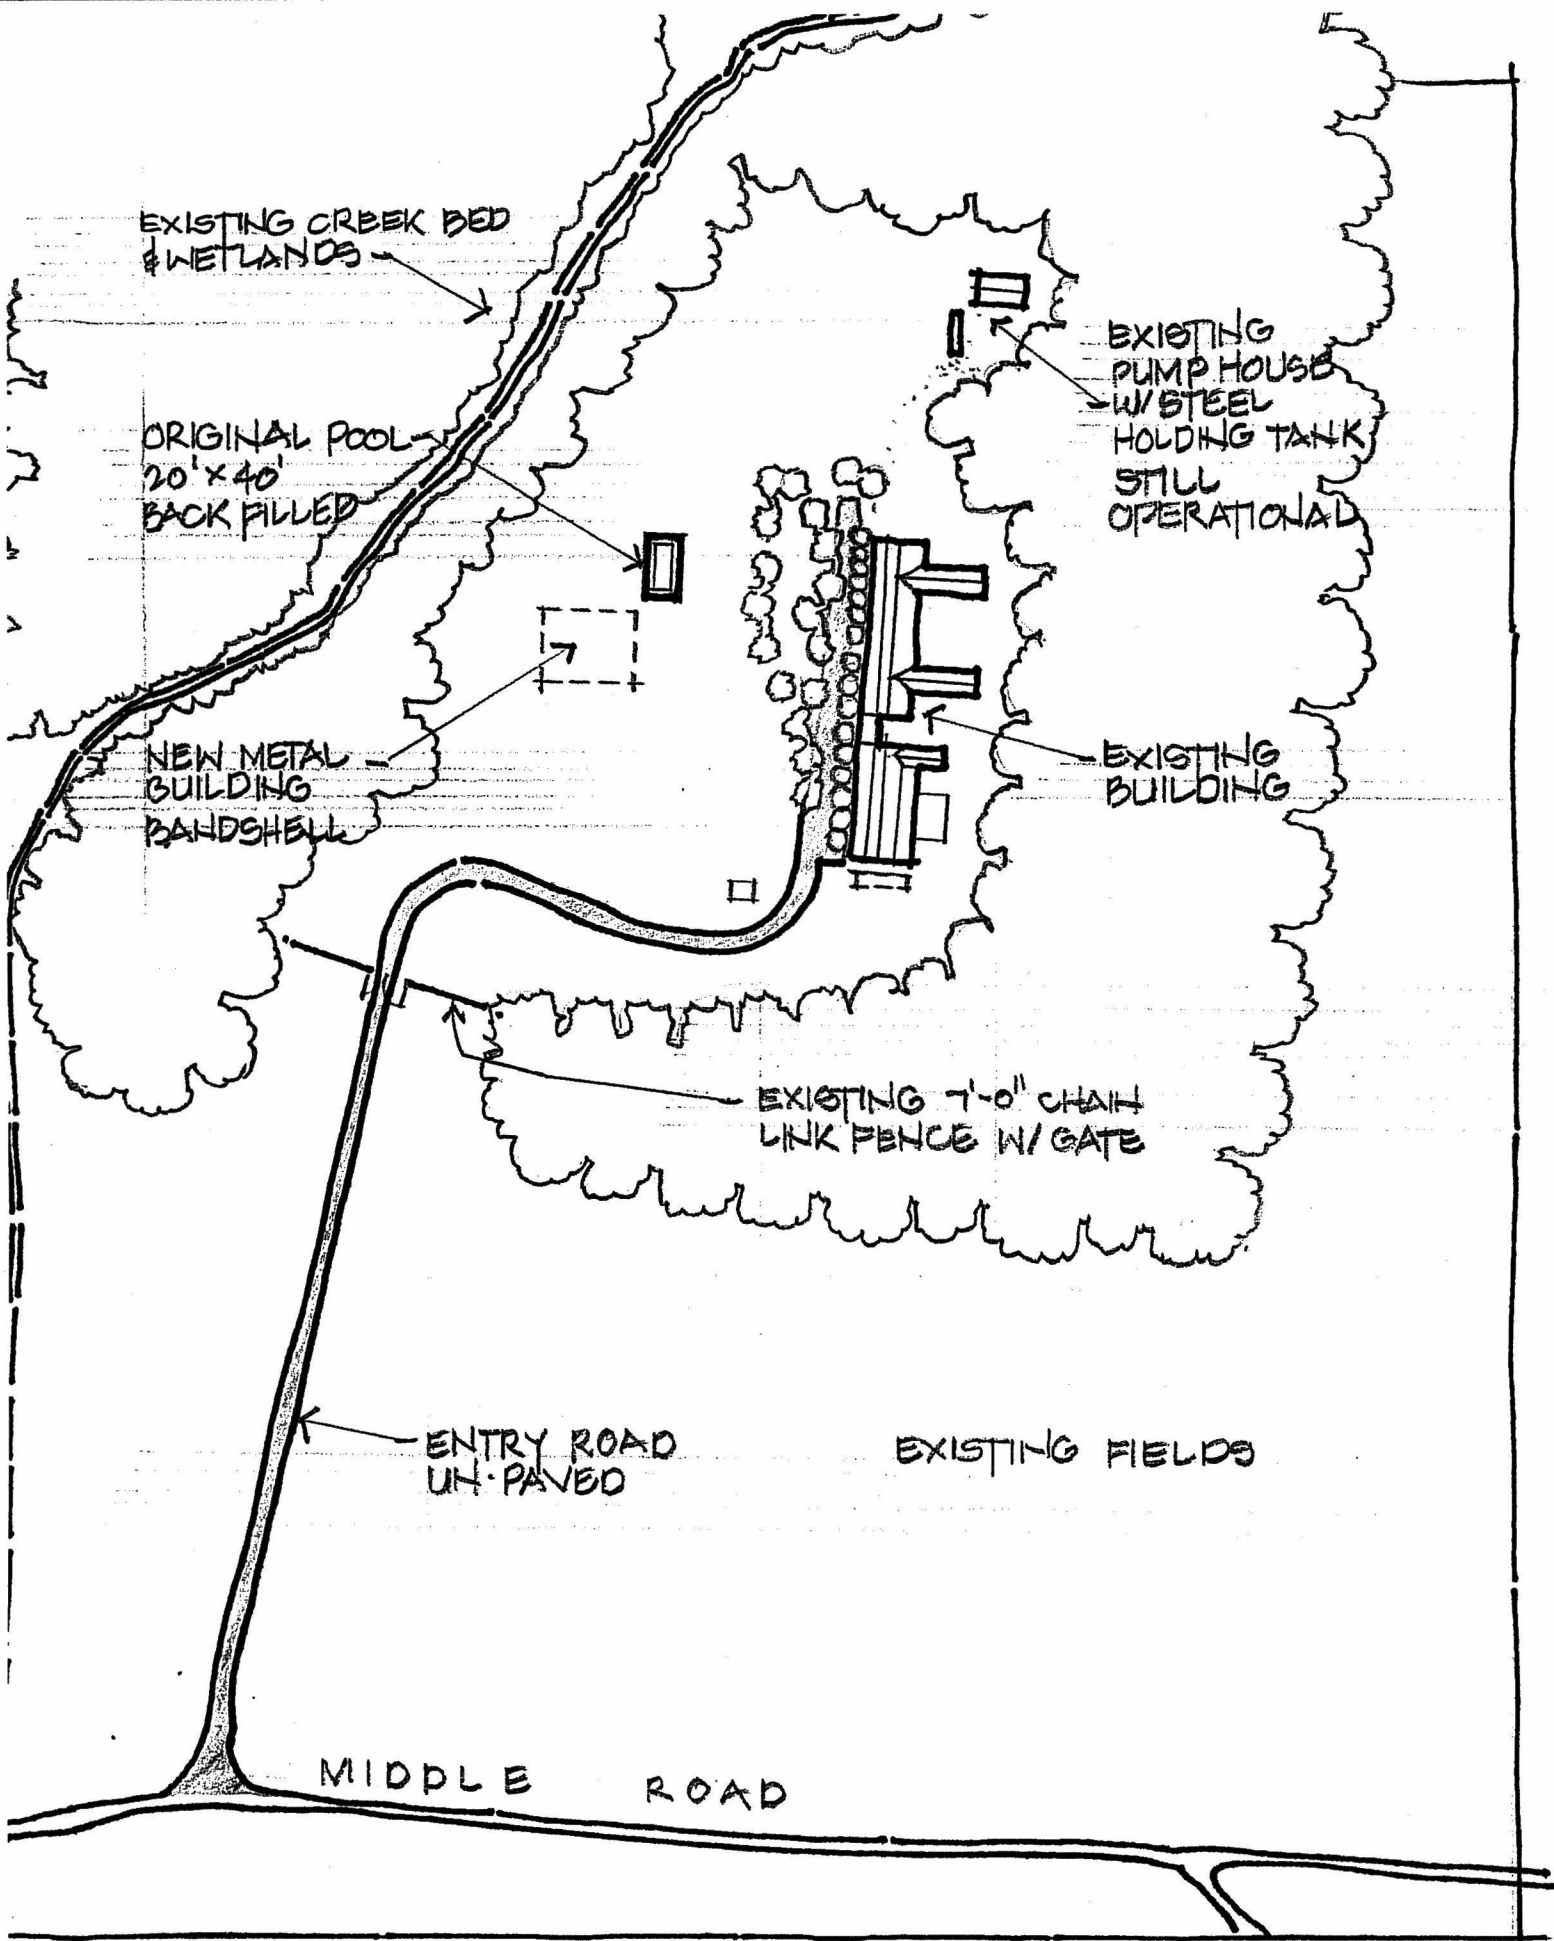 EXISTING CREEK BED
& WETLANDS
EXISTING
PUMP HOUSE
W/ STEEL
HOLDING TANK
STILL
OPERATIONAL
ORIGINAL POOL
20' X 40'
BACK FILLED
NEW METAL
BUILDING
BANDSHELL
EXISTING
BUILDING
EXISTING 7'-0" CHAIN
LINK FENCE W/ GATE
ENTRY ROAD
UN-PAVED
EXISTING FIELDS
MIDDLE ROAD